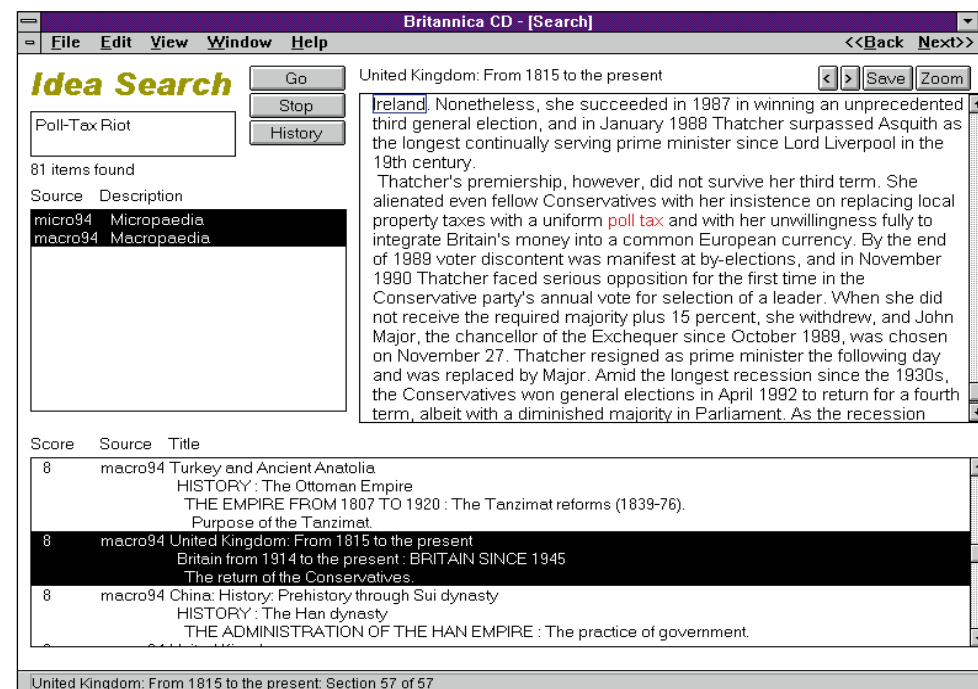 Britannica CD - [Search]
File Edit View Window Help <<Back Next>>
Idea Search
Go
Stop
History
Poll-Tax Riot
81 items found
Source Description
micro94 Micropaedia
macro94 Macropaedia
United Kingdom: From 1815 to the present
< > Save Zoom
Ireland. Nonetheless, she succeeded in 1987 in winning an unprecedented
third general election, and in January 1988 Thatcher surpassed Asquith as
the longest continually serving prime minister since Lord Liverpool in the
19th century.
Thatcher's premiership, however, did not survive her third term. She
alienated even fellow Conservatives with her insistence on replacing local
property taxes with a uniform poll tax and with her unwillingness fully to
integrate Britain's money into a common European currency. By the end
of 1989 voter discontent was manifest at by-elections, and in November
1990 Thatcher faced serious opposition for the first time in the
Conservative party's annual vote for selection of a leader. When she did
not receive the required majority plus 15 percent, she withdrew, and John
Major, the chancellor of the Exchequer since October 1989, was chosen
on November 27. Thatcher resigned as prime minister the following day
and was replaced by Major. Amid the longest recession since the 1930s,
the Conservatives won general elections in April 1992 to return for a fourth
term, albeit with a diminished majority in Parliament. As the recession
Score Source Title
8 macro94 Turkey and Ancient Anatolia
HISTORY : The Ottoman Empire
THE EMPIRE FROM 1807 TO 1920 : The Tanzimat reforms (1839-76).
Purpose of the Tanzimat.
8 macro94 United Kingdom: From 1815 to the present
Britain from 1914 to the present : BRITAIN SINCE 1945
The return of the Conservatives.
8 macro94 China: History: Prehistory through Sui dynasty
HISTORY : The Han dynasty
THE ADMINISTRATION OF THE HAN EMPIRE : The practice of government.
United Kingdom: From 1815 to the present: Section 57 of 57